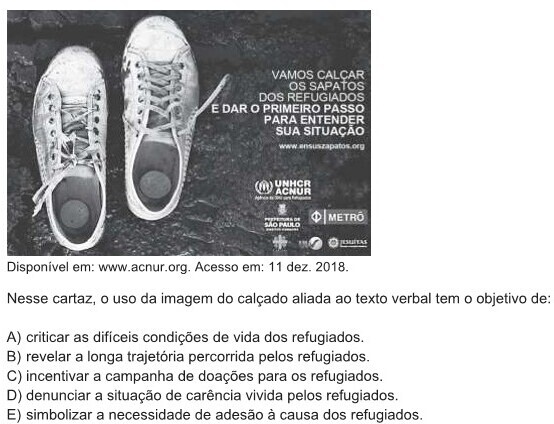 VAMOS CALÇAR
OS SAPATOS
DOS REFUGIADOS
E DAR O PRIMEIRO PASSO
PARA ENTENDER
SUA SITUAÇÃO
www.ensuszapatos.org
UNHCR
ACNUR
Agência da ONU para Refugiados
PREFEITURA DE
SÃO PAULO
METRÔ
JESUÍTAS
Disponível em: www.acnur.org. Acesso em: 11 dez. 2018.
Nesse cartaz, o uso da imagem do calçado aliada ao texto verbal tem o objetivo de:
A) criticar as difíceis condições de vida dos refugiados.
B) revelar a longa trajetória percorrida pelos refugiados.
C) incentivar a campanha de doações para os refugiados.
D) denunciar a situação de carência vivida pelos refugiados.
E) simbolizar a necessidade de adesão à causa dos refugiados.